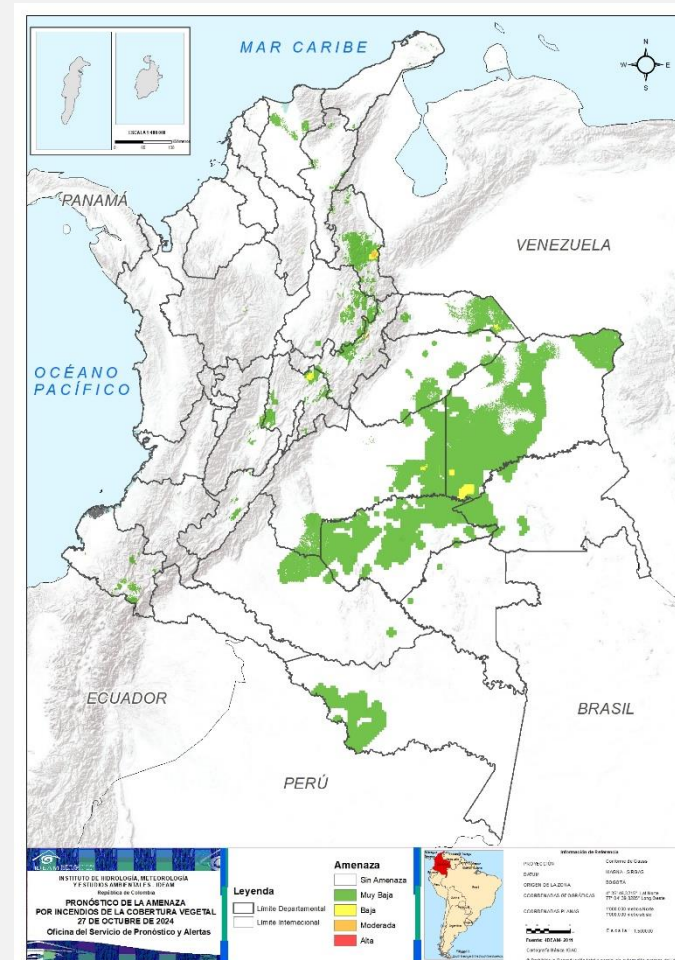 MAR CARIBE
N
W
E
S
PANAMÁ
VENEZUELA
OCÉANO
PACÍFICO
ECUADOR
BRASIL
PERÚ
INSTITUTO DE HIDROLOGÍA, METEOROLOGÍA
Y ESTUDIOS AMBIENTALES - IDEAM
República de Colombia
PRONÓSTICO DE LA AMENAZA
POR INCENDIOS DE LA COBERTURA VEGETAL
27 DE OCTUBRE DE 2024
Oficina del Servicio de Pronóstico y Alertas
Leyenda
Límite Departamental
Límite Internacional
Amenaza
Sin Amenaza
Muy Baja
Baja
Moderada
Alta
Información de Referencia
PROYECCIÓN
DATUM
ORIGEN DE LA ZONA
BOGOTÁ
COORDENADAS GEOGRÁFICAS
COORDENADAS PLANAS
Fuente: IDEAM 2015